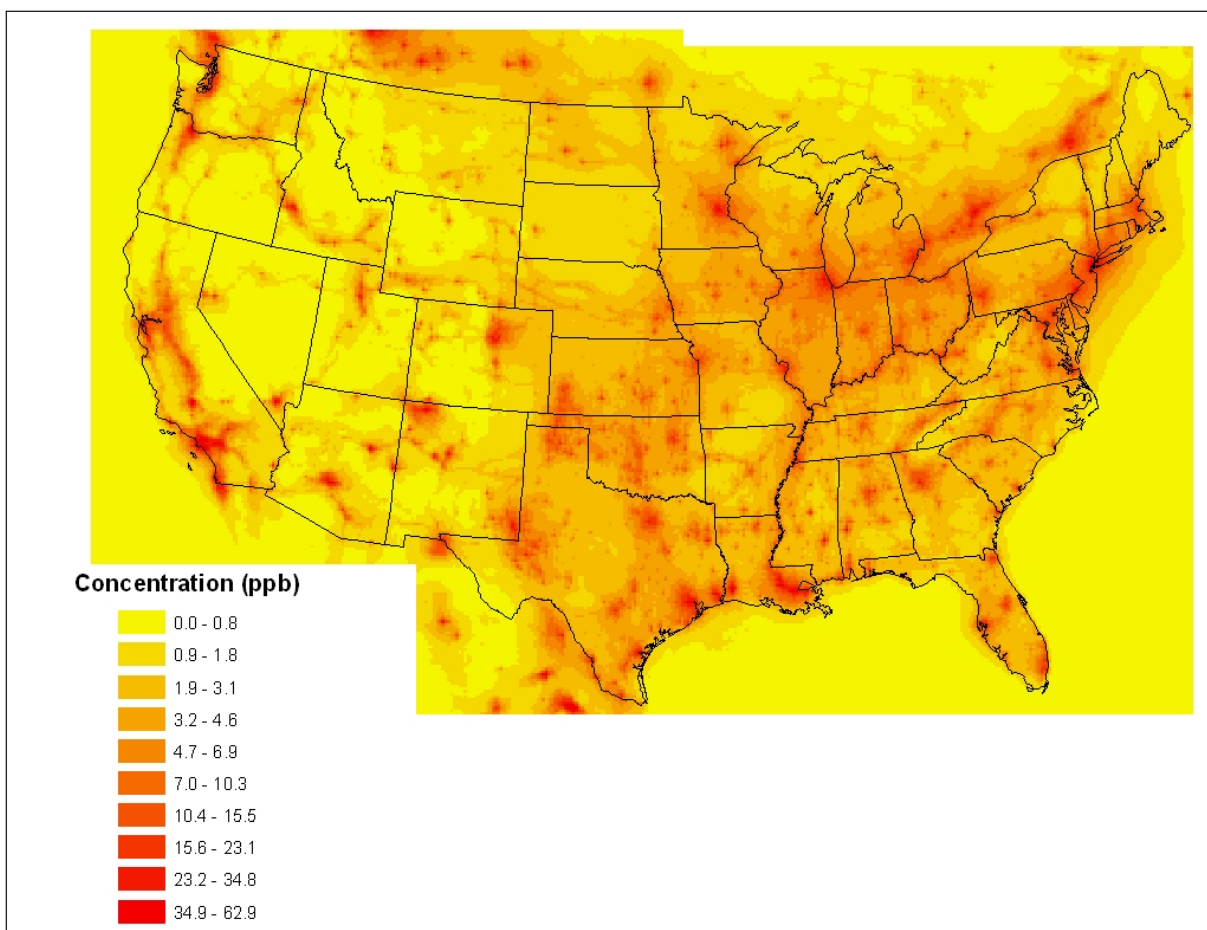 Concentration (ppb)
0.0 - 0.8
0.9 - 1.8
1.9 - 3.1
3.2 - 4.6
4.7 - 6.9
7.0 - 10.3
10.4 - 15.5
15.6 - 23.1
23.2 - 34.8
34.9 - 62.9